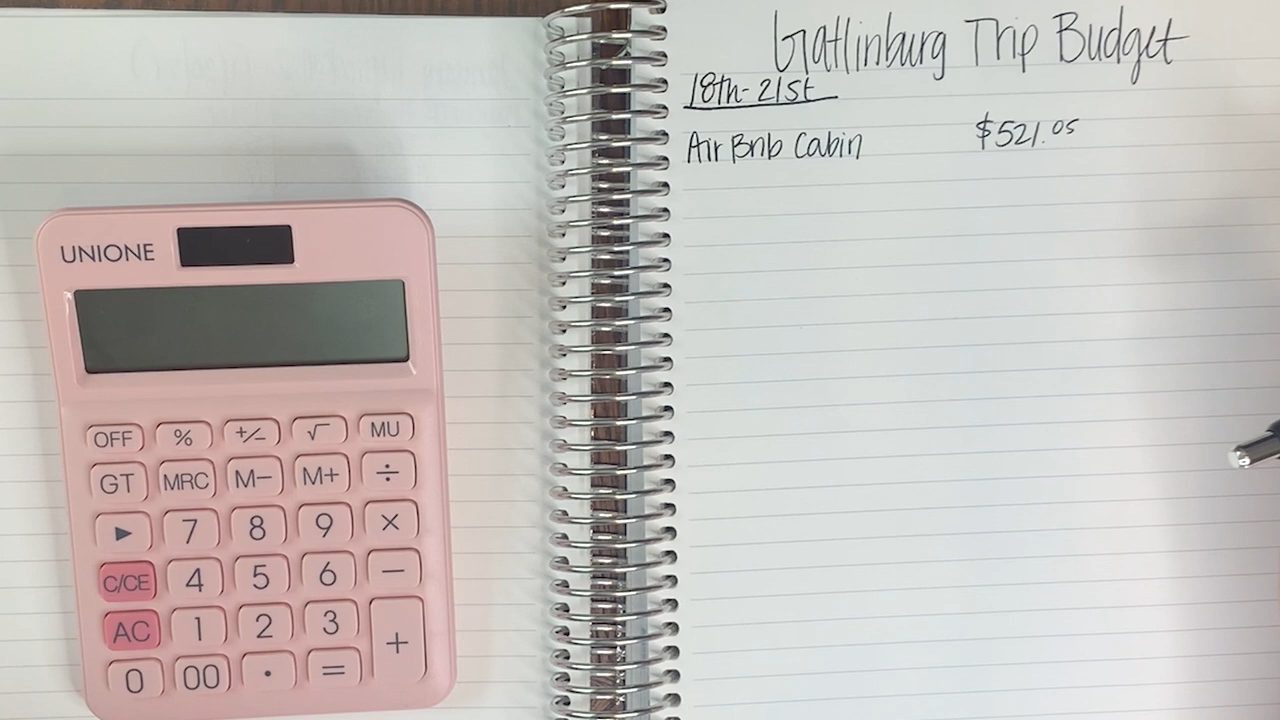 Gatlinburg Trip Budget
18th-21st
Air Bnb Cabin $521.05
UNIONE
OFF % +/− √ MU
GT MRC M− M+ ÷
▶ 7 8 9 ×
C/CE 4 5 6 −
AC 1 2 3 +
0 00 . =